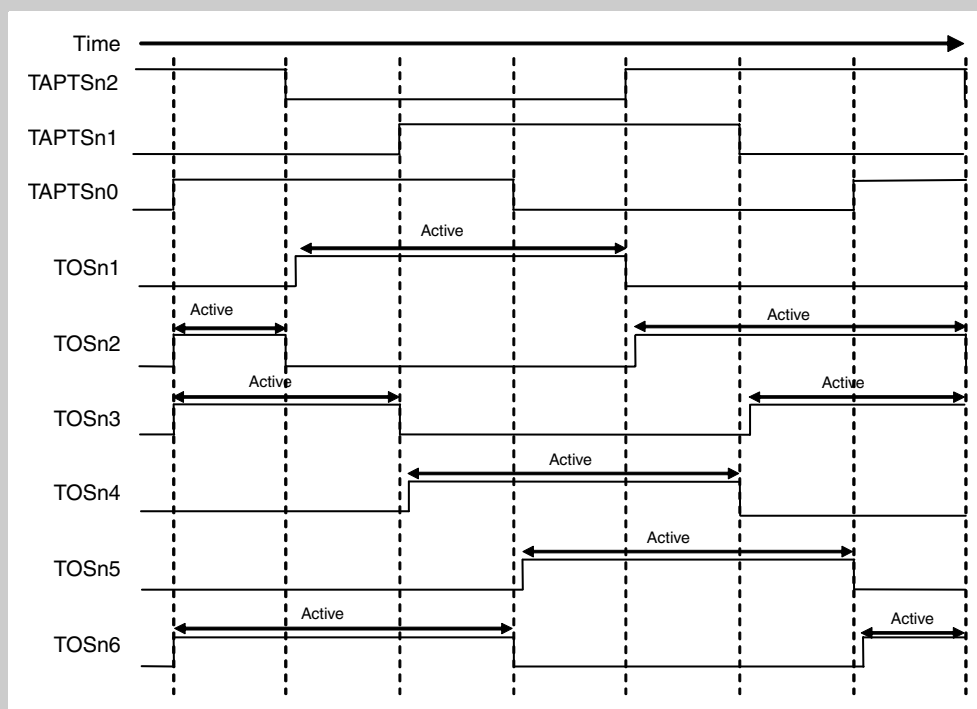 Time
TAPTSn2
TAPTSn1
TAPTSn0
Active
TOSn1
Active
Active
TOSn2
Active
Active
TOSn3
Active
TOSn4
Active
TOSn5
Active
Active
TOSn6